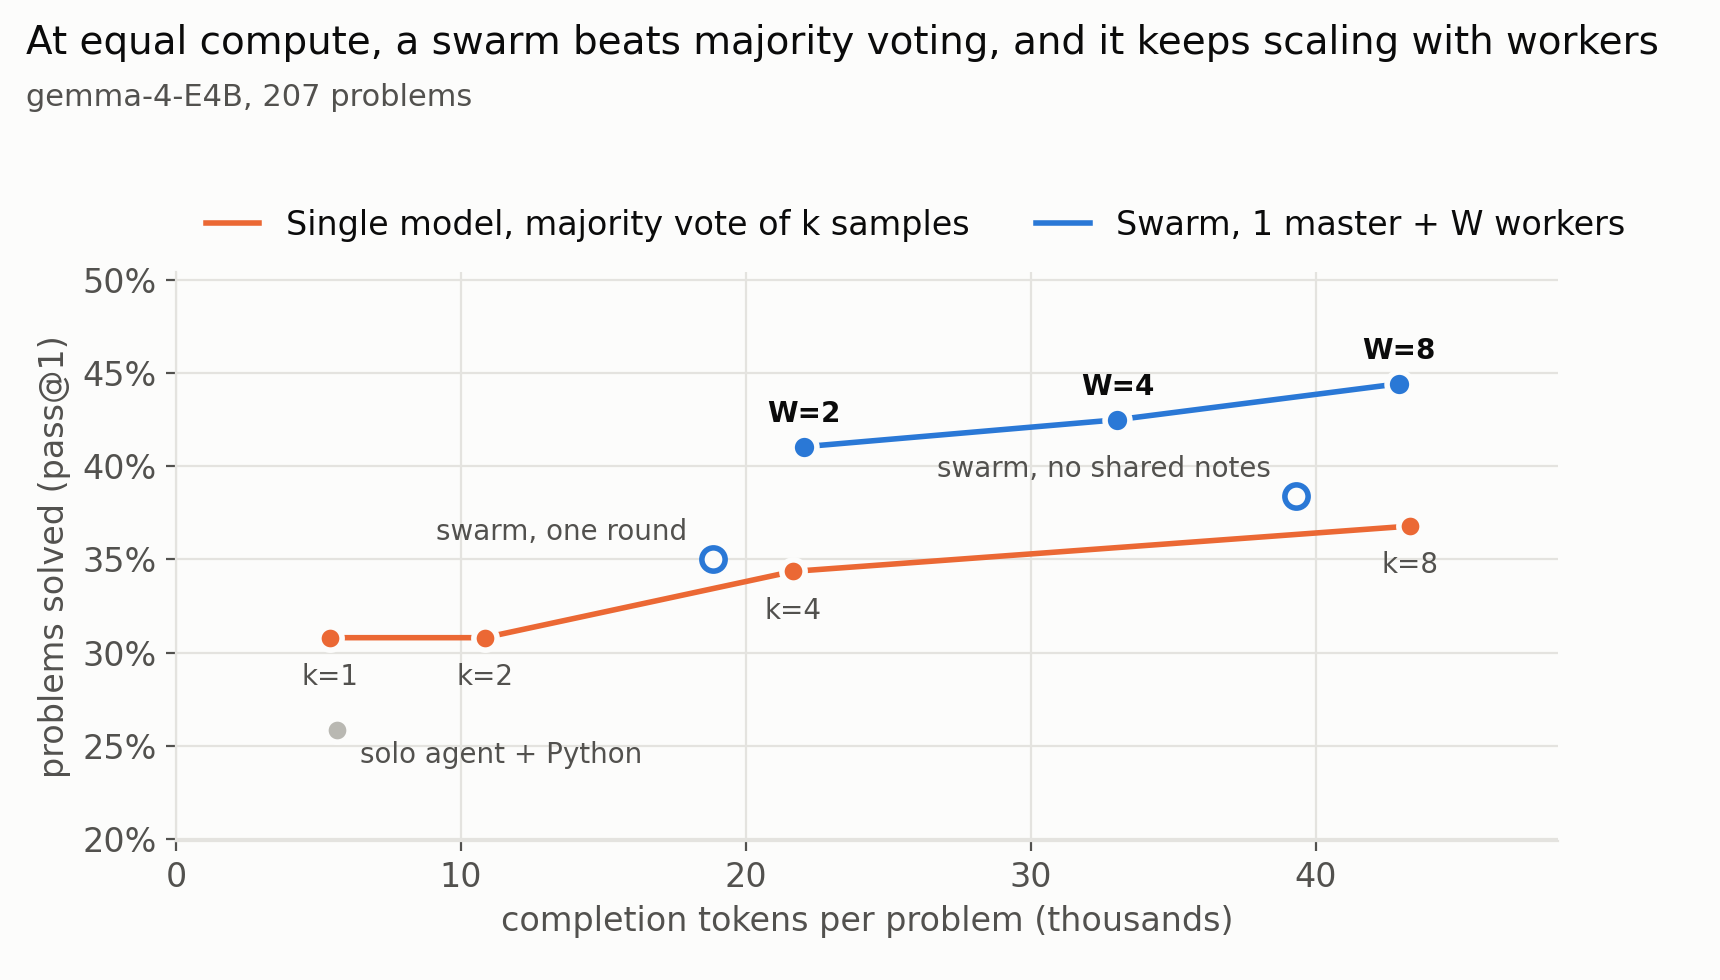 At equal compute, a swarm beats majority voting, and it keeps scaling with workers
gemma-4-E4B, 207 problems
Single model, majority vote of k samples
Swarm, 1 master + W workers
50%
45%
40%
35%
30%
25%
20%
problems solved (pass@1)
W=8
W=4
W=2
swarm, no shared notes
swarm, one round
k=8
k=4
k=1
k=2
solo agent + Python
0
10
20
30
40
completion tokens per problem (thousands)